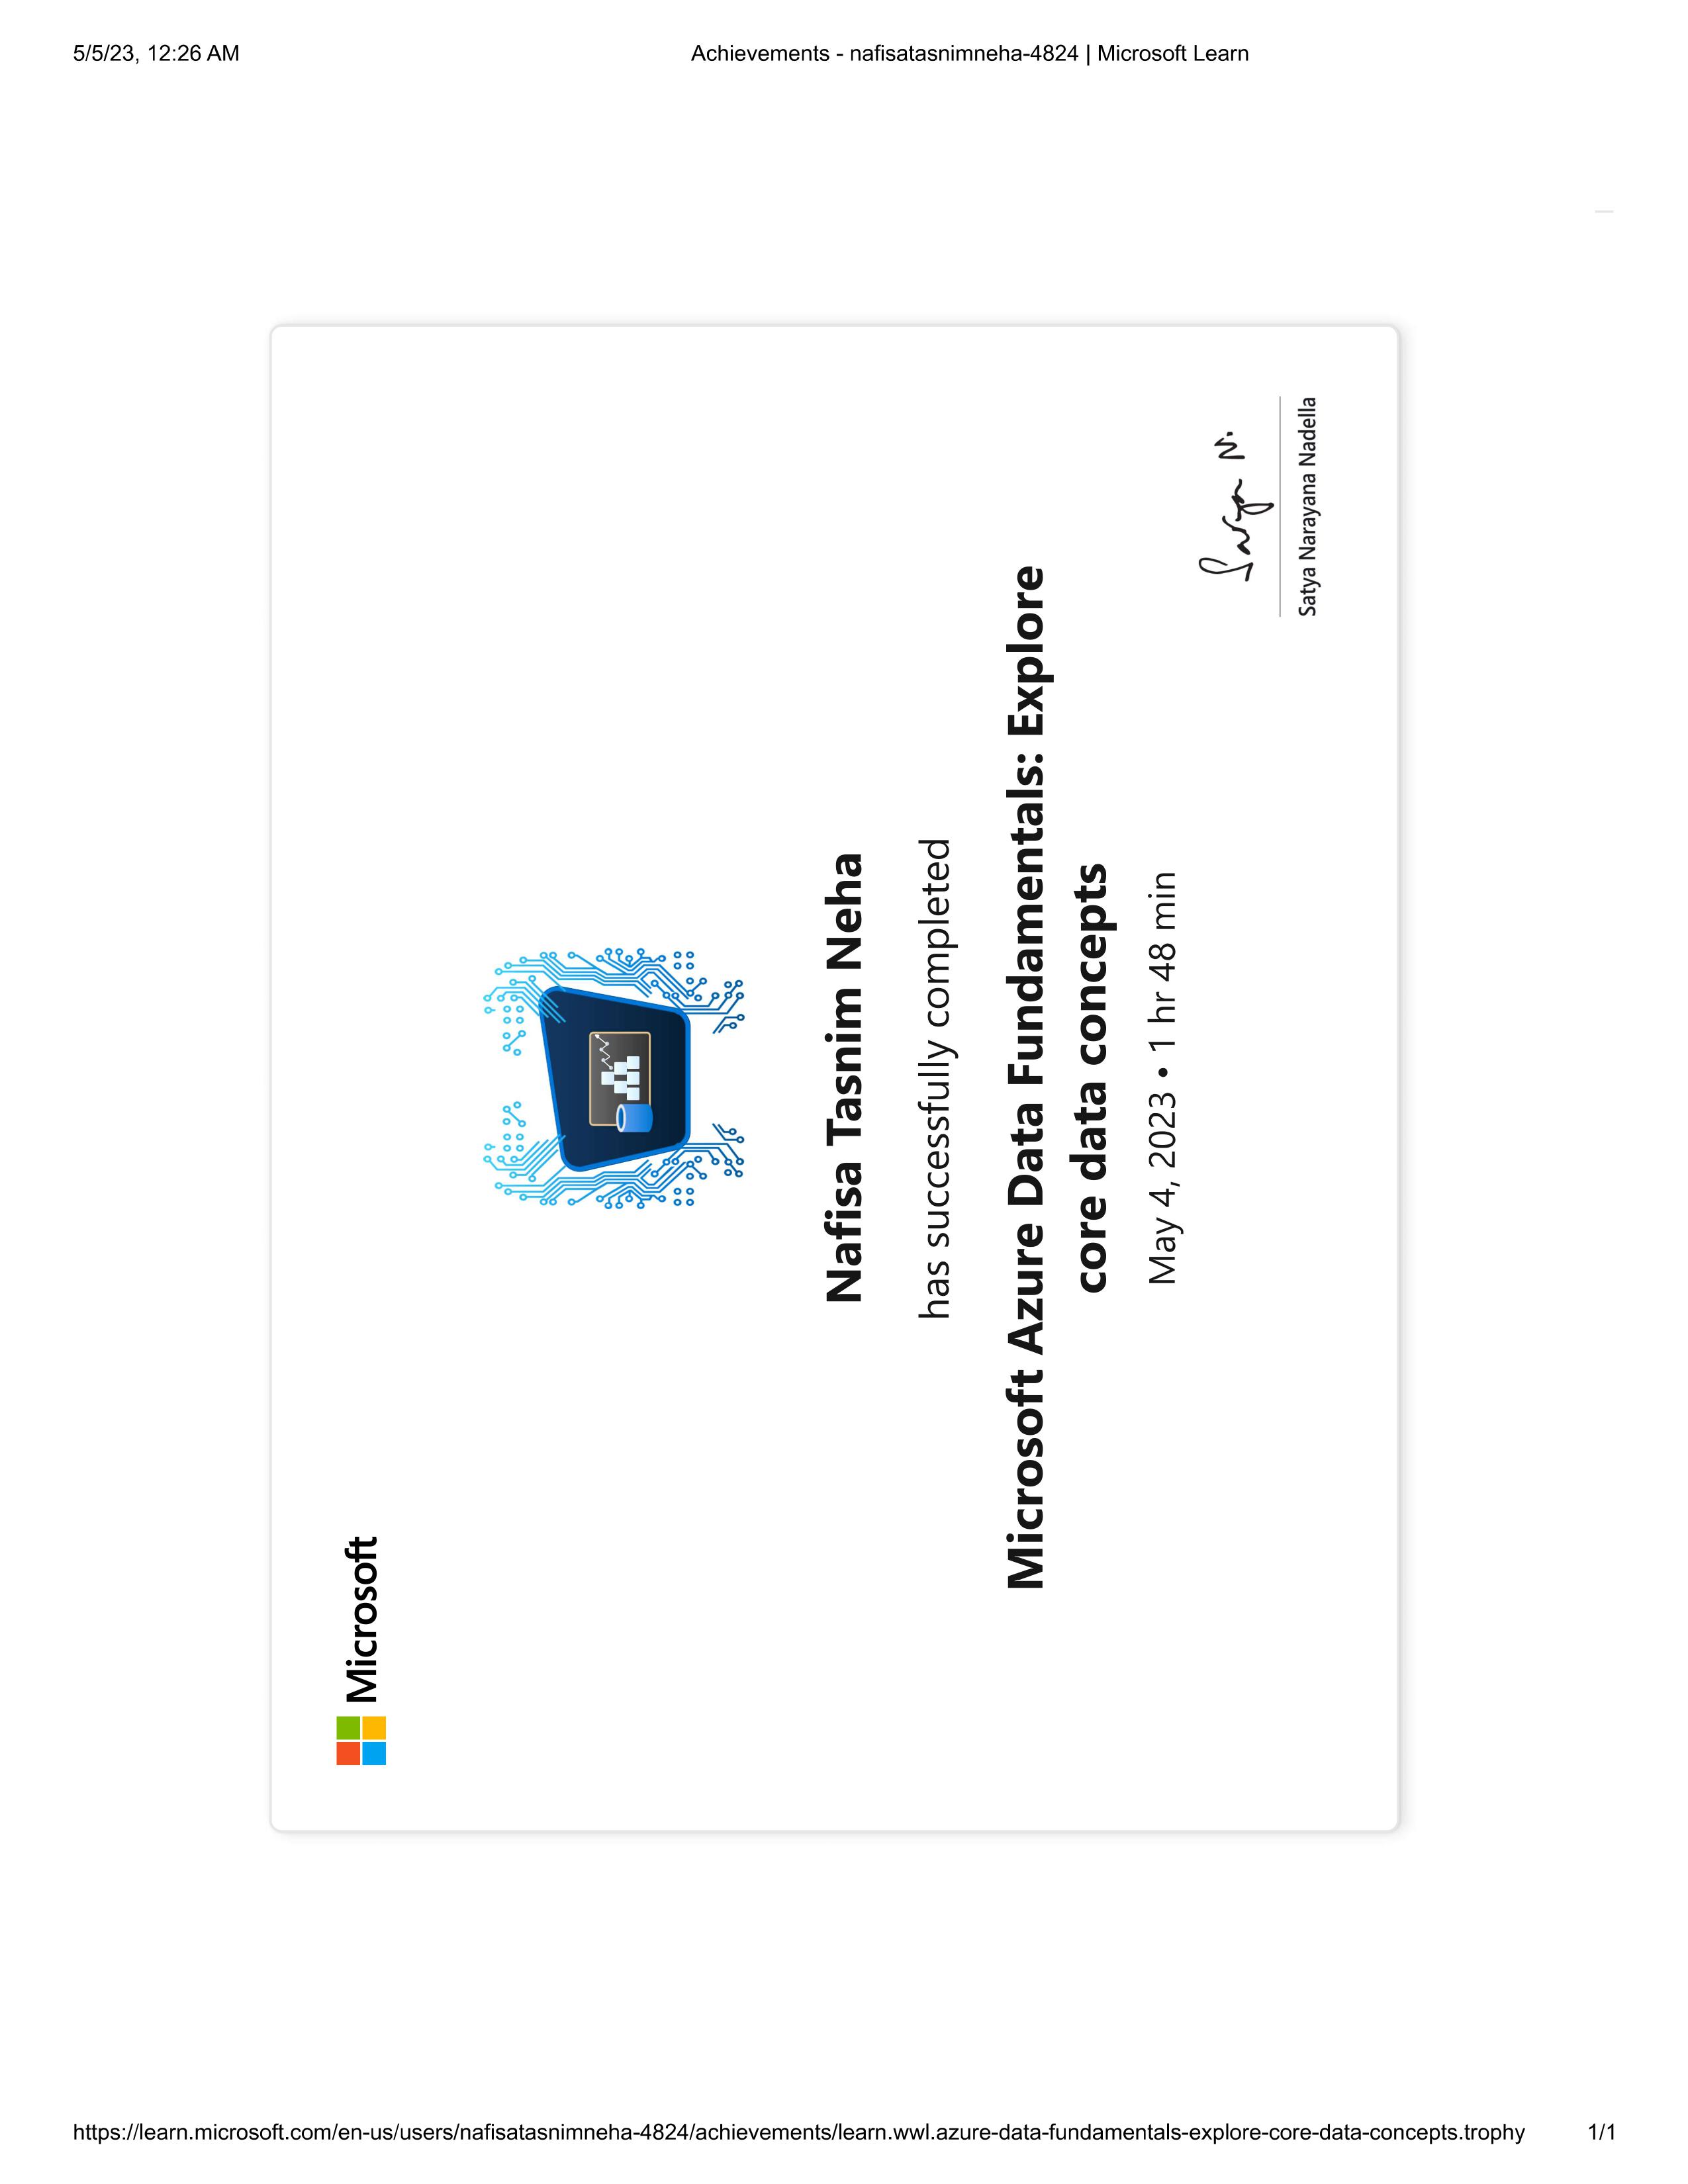 5/5/23, 12:26 AM
Achievements - nafisatasnimneha-4824 | Microsoft Learn
Microsoft
Nafisa Tasnim Neha
has successfully completed
Microsoft Azure Data Fundamentals: Explore
core data concepts
May 4, 2023 • 1 hr 48 min
Satya N.
Satya Narayana Nadella
https://learn.microsoft.com/en-us/users/nafisatasnimneha-4824/achievements/learn.wwl.azure-data-fundamentals-explore-core-data-concepts.trophy
1/1